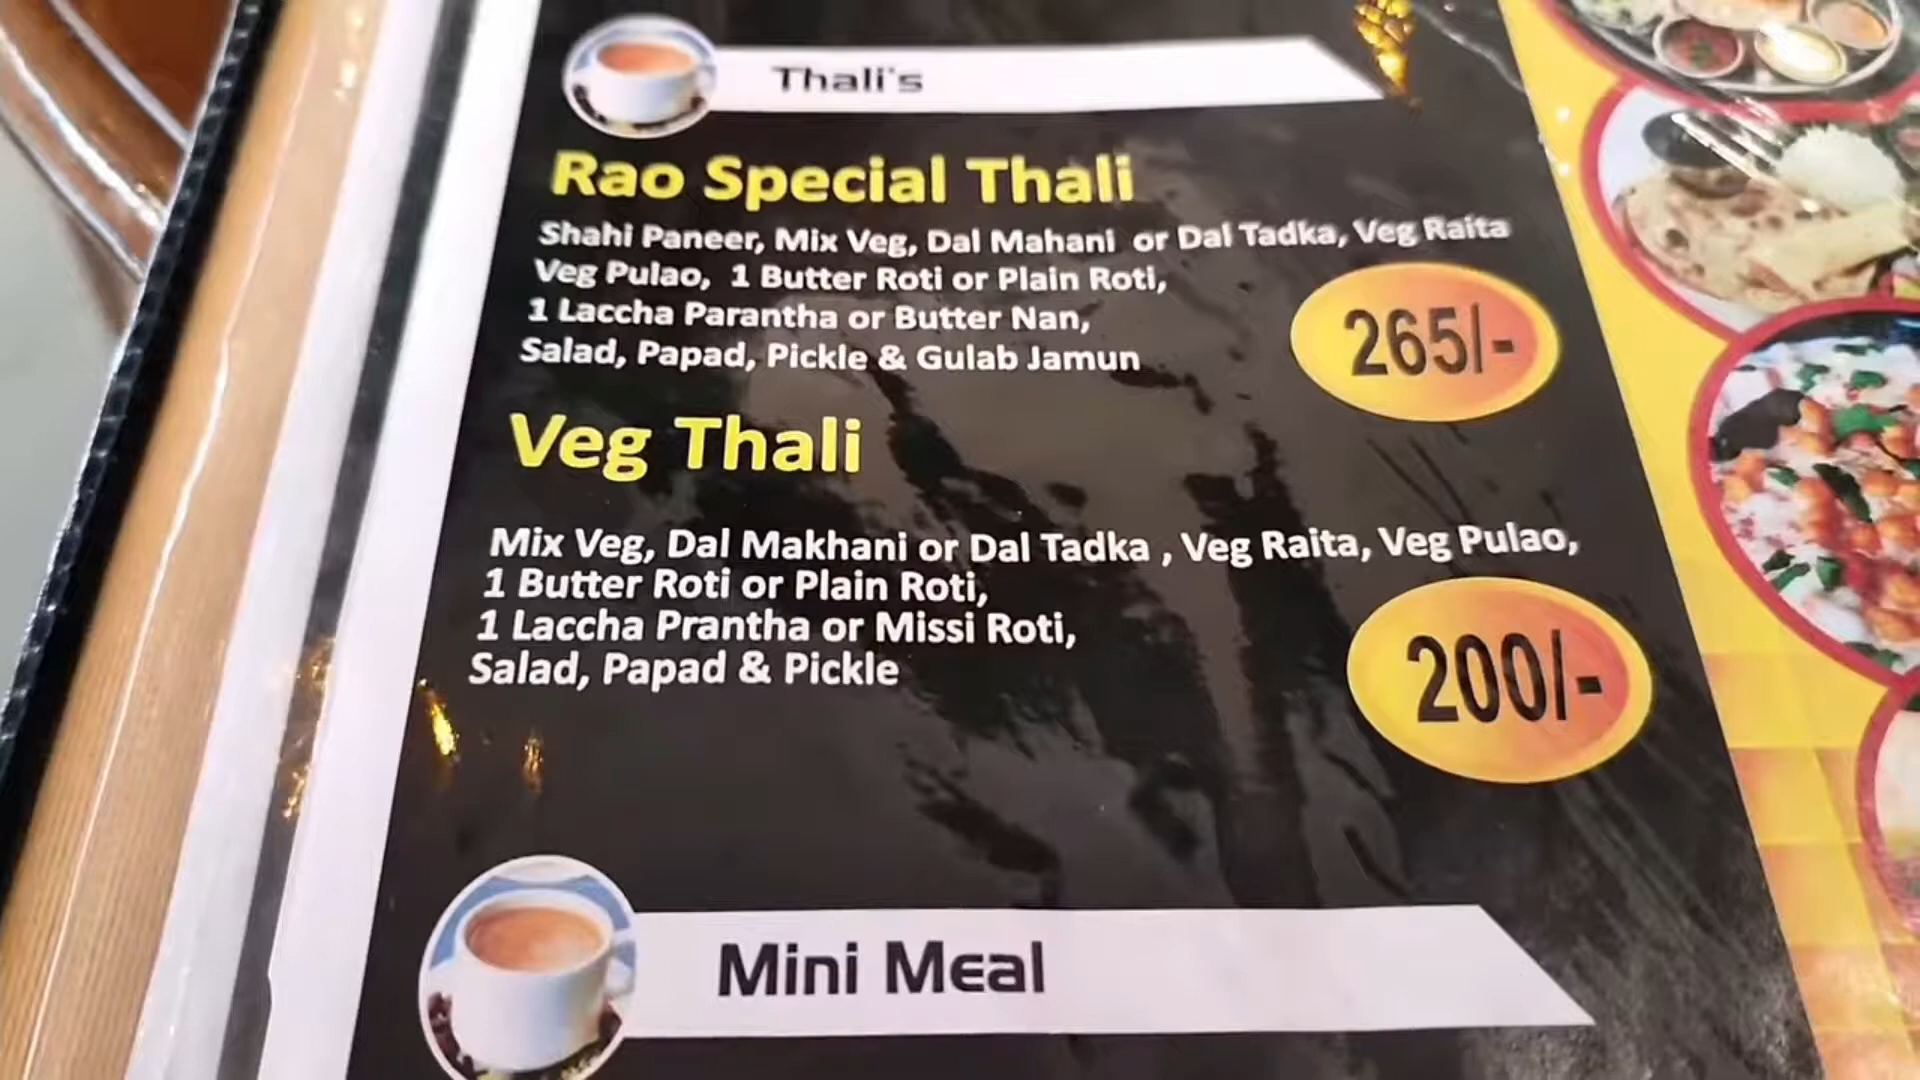 Thali's
Rao Special Thali
Shahi Paneer, Mix Veg, Dal Mahani or Dal Tadka, Veg Raita
Veg Pulao, 1 Butter Roti or Plain Roti,
1 Laccha Parantha or Butter Nan,
Salad, Papad, Pickle & Gulab Jamun
265/-
Veg Thali
Mix Veg, Dal Makhani or Dal Tadka , Veg Raita, Veg Pulao,
1 Butter Roti or Plain Roti,
1 Laccha Prantha or Missi Roti,
Salad, Papad & Pickle
200/-
Mini Meal